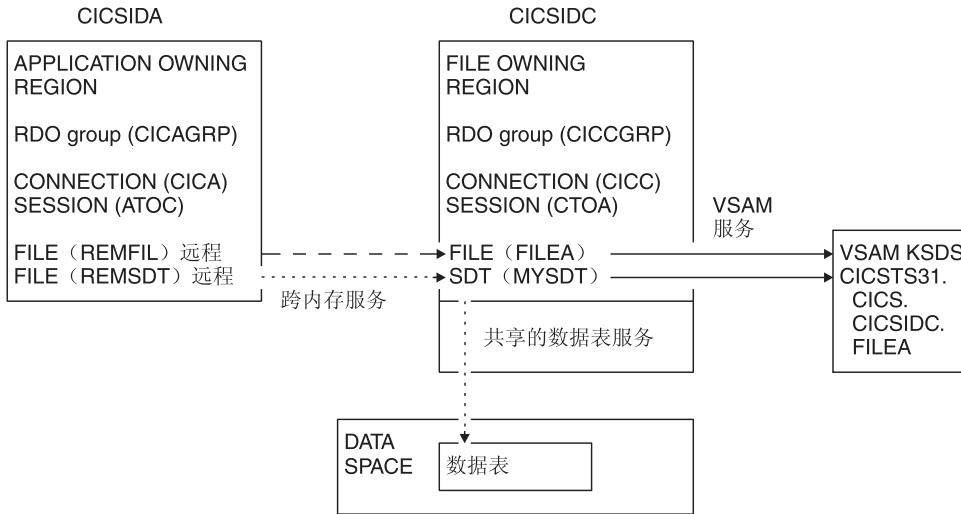 CICSIDA
APPLICATION OWNING
REGION
RDO group (CICAGRP)
CONNECTION (CICA)
SESSION (ATOC)
FILE（REMFIL）远程
FILE（REMSDT）远程
跨内存服务
CICSIDC
FILE OWNING
REGION
RDO group (CICCGRP)
CONNECTION (CICC)
SESSION (CTOA)
FILE（FILEA）
SDT（MYSDT）
共享的数据表服务
VSAM
服务
VSAM KSDS
CICSTS31.
CICS.
CICSIDC.
FILEA
DATA
SPACE
数据表